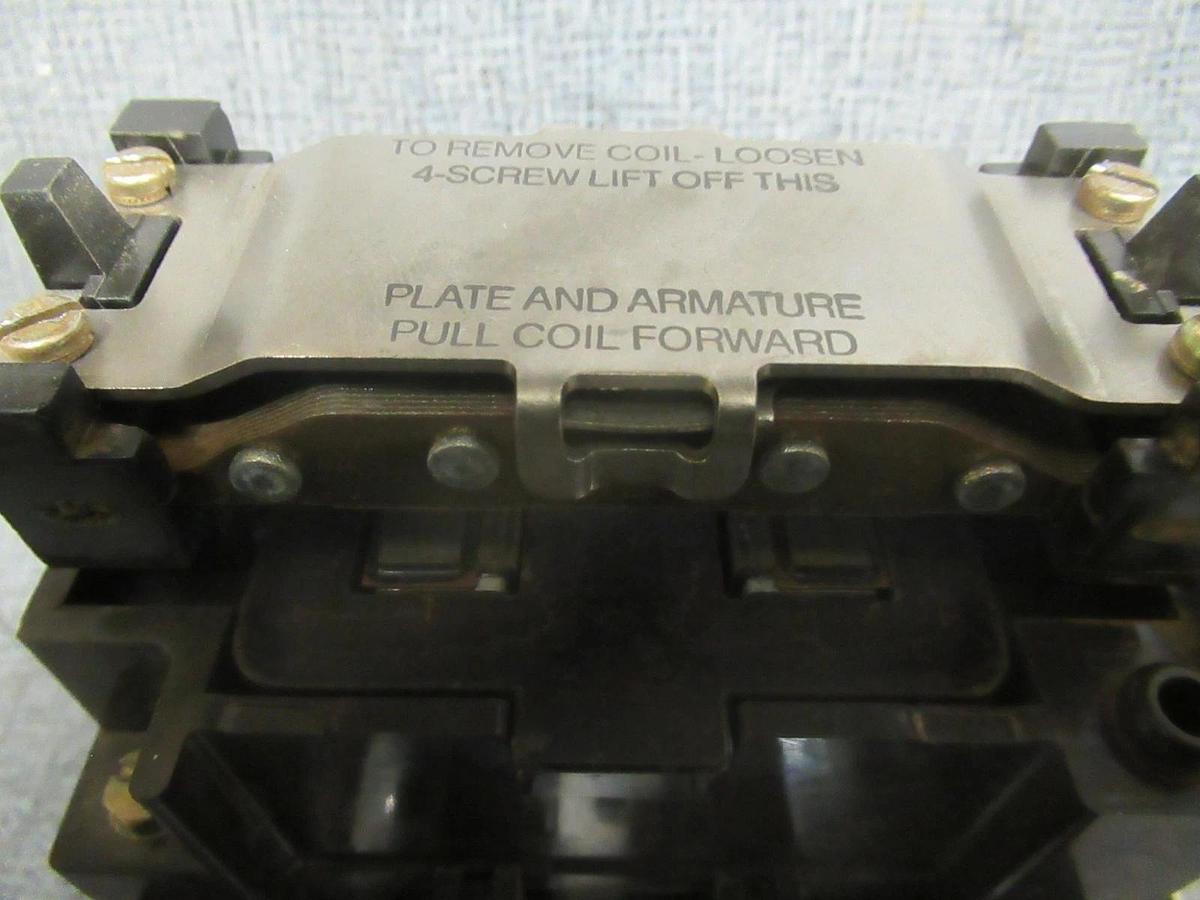 TO REMOVE COIL- LOOSEN
4-SCREW LIFT OFF THIS
PLATE AND ARMATURE
PULL COIL FORWARD